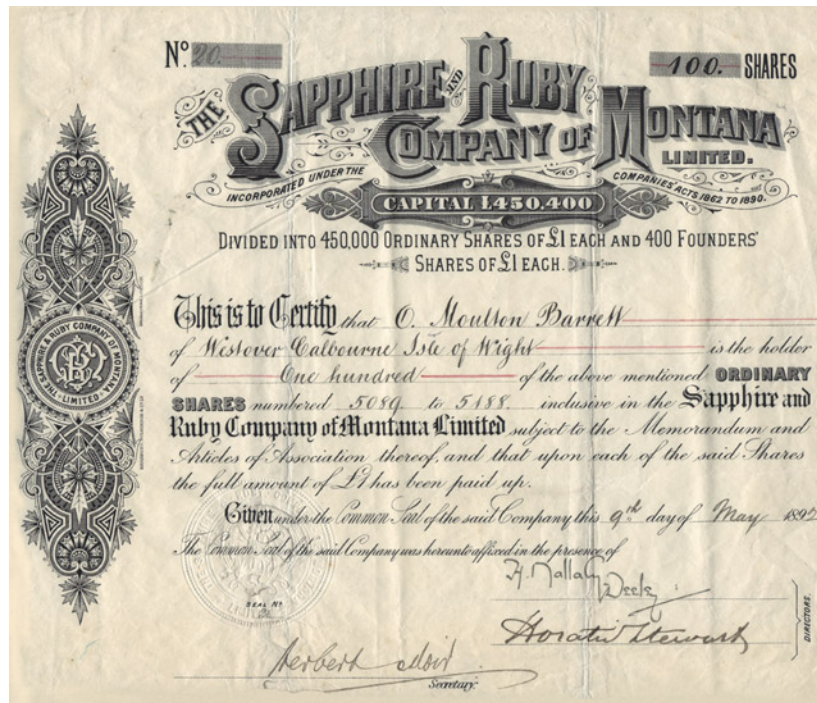 Nº 20. 100. SHARES
THE SAPPHIRE AND RUBY
COMPANY OF MONTANA
LIMITED.
INCORPORATED UNDER THE COMPANIES ACTS 1862 TO 1890.
CAPITAL £450,400
DIVIDED INTO 450,000 ORDINARY SHARES OF £1 EACH AND 400 FOUNDERS'
SHARES OF £1 EACH.
This is to Certify that O. Moulton Barrett
of Westover Calbourne Isle of Wight is the holder
of One hundred of the above mentioned ORDINARY
SHARES numbered 5089 to 5188 inclusive in the Sapphire and
Ruby Company of Montana Limited subject to the Memorandum and
Articles of Association thereof, and that upon each of the said Shares
the full amount of £1 has been paid up.
Given under the Common Seal of the said Company this 9th day of May 1892
The Common Seal of the said Company was hereunto affixed in the presence of
Horatio Stewart
DIRECTORS.
SEAL Nº
Herbert
Secretary.
THE SAPPHIRE & RUBY COMPANY OF MONTANA
LIMITED